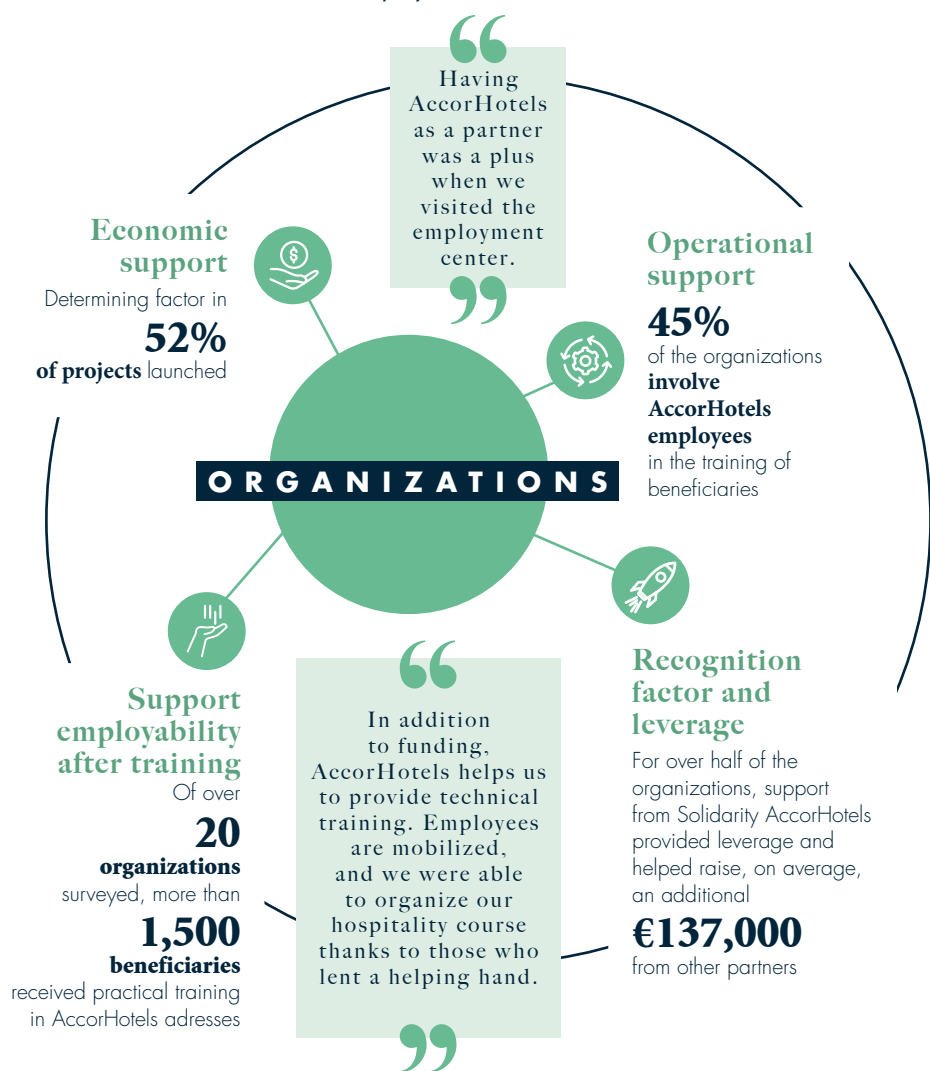 “
Having
AccorHotels
as a partner
was a plus
when we
visited the
employment
center.
”
Economic
support
Determining factor in
52%
of projects launched
Operational
support
45%
of the organizations
involve
AccorHotels
employees
in the training of
beneficiaries
ORGANIZATIONS
Support
employability
after training
Of over
20
organizations
surveyed, more than
1,500
beneficiaries
received practical training
in AccorHotels adresses
“
In addition
to funding,
AccorHotels helps us
to provide technical
training. Employees
are mobilized,
and we were able
to organize our
hospitality course
thanks to those who
lent a helping hand.
”
Recognition
factor and
leverage
For over half of the
organizations, support
from Solidarity AccorHotels
provided leverage and
helped raise, on average,
an additional
€137,000
from other partners